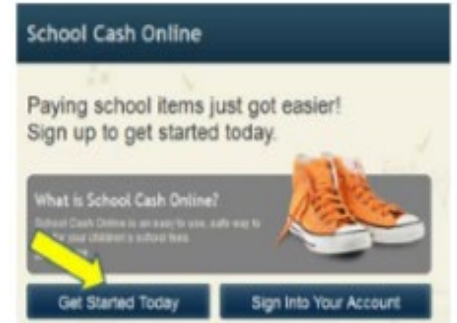 School Cash Online
Paying school items just got easier!
Sign up to get started today.
What is School Cash Online?
School Cash Online is an easy to use, safe way to
your children's school fees.
Get Started Today
Sign Into Your Account